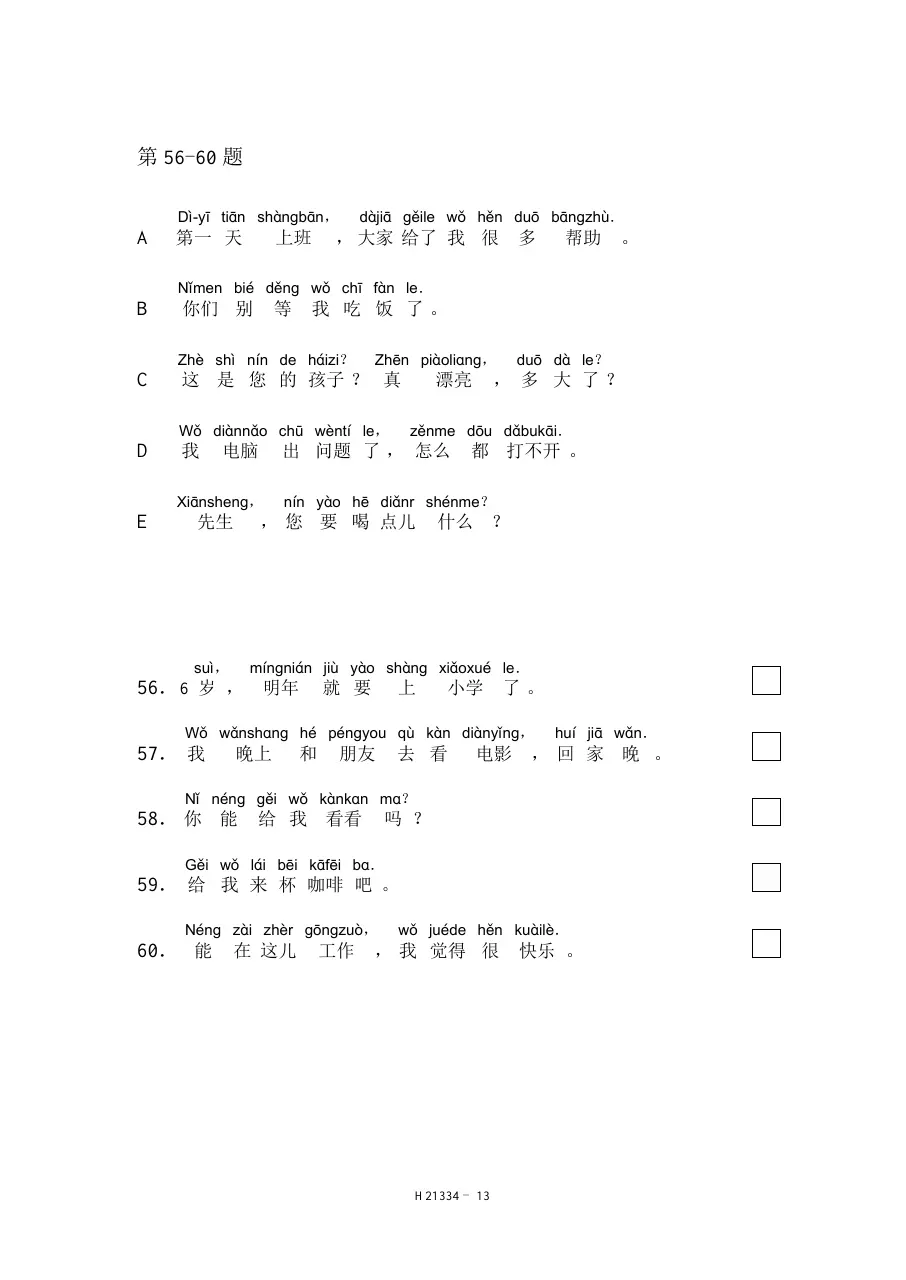 第 56-60 题
Dì-yī tiān shàngbān， dàjiā gěile wǒ hěn duō bāngzhù.
A 第一 天 上班 ，大家 给了 我 很 多 帮助 。
Nǐmen bié děng wǒ chī fàn le.
B 你们 别 等 我 吃 饭 了。
Zhè shì nín de háizi? Zhēn piàoliang， duō dà le?
C 这 是 您 的 孩子？ 真 漂亮 ， 多 大 了？
Wǒ diànnǎo chū wèntí le， zěnme dōu dǎbukāi.
D 我 电脑 出 问题 了， 怎么 都 打不开。
Xiānsheng， nín yào hē diǎnr shénme?
E 先生 ， 您 要 喝 点儿 什么 ？
suì， míngnián jiù yào shàng xiǎoxué le.
56. 6 岁， 明年 就 要 上 小学 了。
Wǒ wǎnshang hé péngyou qù kàn diànyǐng， huí jiā wǎn.
57. 我 晚上 和 朋友 去 看 电影 ， 回 家 晚 。
Nǐ néng gěi wǒ kànkan ma?
58. 你 能 给 我 看看 吗？
Gěi wǒ lái bēi kāfēi ba.
59. 给 我 来 杯 咖啡 吧 。
Néng zài zhèr gōngzuò， wǒ juéde hěn kuàilè.
60. 能 在 这儿 工作 ， 我 觉得 很 快乐 。
H 21334 - 13